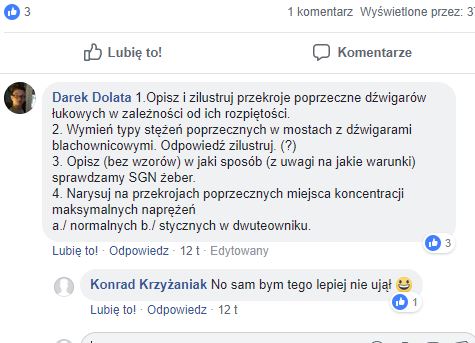 3
1 komentarz Wyświetlone przez:
Lubię to!
Komentarze
Darek Dolata 1.Opisz i zilustruj przekroje poprzeczne dźwigarów
łukowych w zależności od ich rozpiętości.
2. Wymień typy stężeń poprzecznych w mostach z dźwigarami
blachownicowymi. Odpowiedź zilustruj. (?)
3. Opisz (bez wzorów) w jaki sposób (z uwagi na jakie warunki)
sprawdzamy SGN żeber.
4. Narysuj na przekrojach poprzecznych miejsca koncentracji
maksymalnych naprężeń
a./ normalnych b./ stycznych w dwuteowniku.
3
Lubię to! · Odpowiedz · 12 t · Edytowany
Konrad Krzyżaniak No sam bym tego lepiej nie ujął 😀
1
Lubię to! · Odpowiedz · 12 t